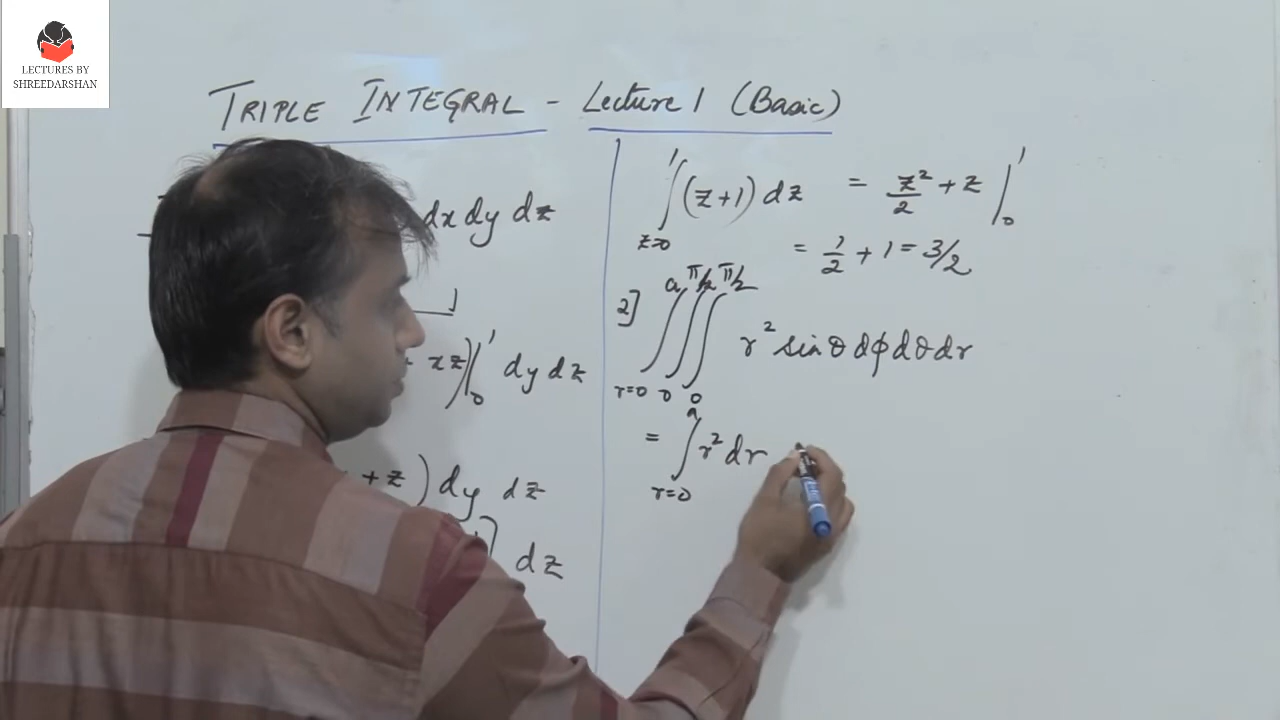 LECTURES BY
SHREEDARSHAN
TRIPLE INTEGRAL - Lecture 1 (Basic)
dx dy dz
xz) |₀¹ dy dz
+ z) dy dz
] dz
∫_{z=0}^{1} (z+1) dz = z²/2 + z |₀¹
= 1/2 + 1 = 3/2
2] ∫_{r=0}^{a} ∫_{0}^{π/2} ∫_{0}^{π/2} r² sin θ dϕ dθ dr
= ∫_{r=0}^{a} r² dr